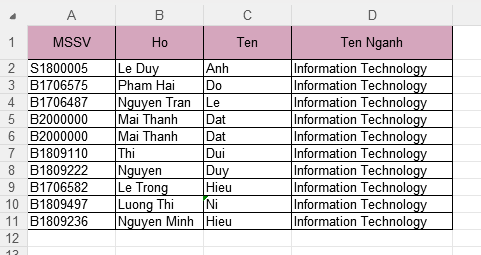 A B C D
1 MSSV Ho Ten Ten Nganh
2 S1800005 Le Duy Anh Information Technology
3 B1706575 Pham Hai Do Information Technology
4 B1706487 Nguyen Tran Le Information Technology
5 B2000000 Mai Thanh Dat Information Technology
6 B2000000 Mai Thanh Dat Information Technology
7 B1809110 Thi Dui Information Technology
8 B1809222 Nguyen Duy Information Technology
9 B1706582 Le Trong Hieu Information Technology
10 B1809497 Luong Thi Ni Information Technology
11 B1809236 Nguyen Minh Hieu Information Technology
12
13